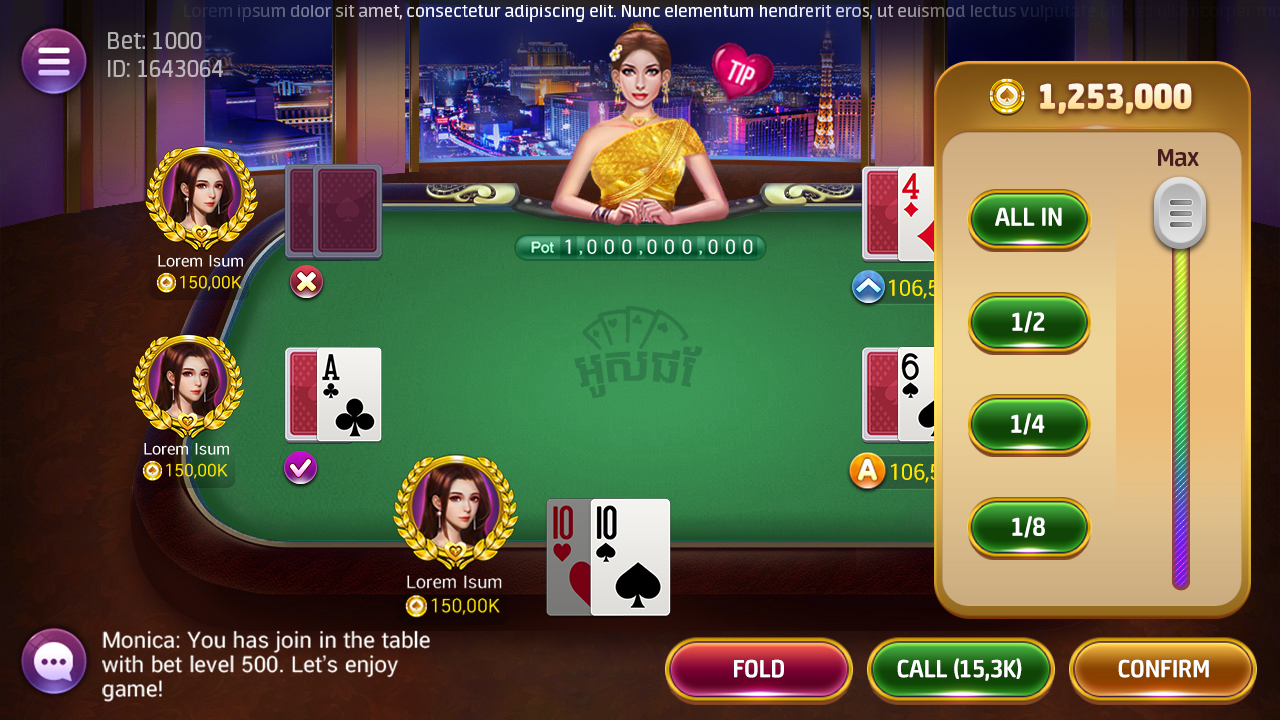 Lorem ipsum dolor sit amet, consectetur adipiscing elit. Nunc elementum hendrerit eros, ut euismod lectus vulputate
Bet: 1000
ID: 1643064
TIP
1,253,000
Max
ALL IN
1/2
1/4
1/8
Pot 1,000,000,000
Lorem Isum
150,00K
4
106,5
អូសជរ័
A
Lorem Isum
150,00K
6
A 106,5
10
10
Lorem Isum
150,00K
Monica: You has join in the table
with bet level 500. Let's enjoy
game!
FOLD
CALL (15,3K)
CONFIRM